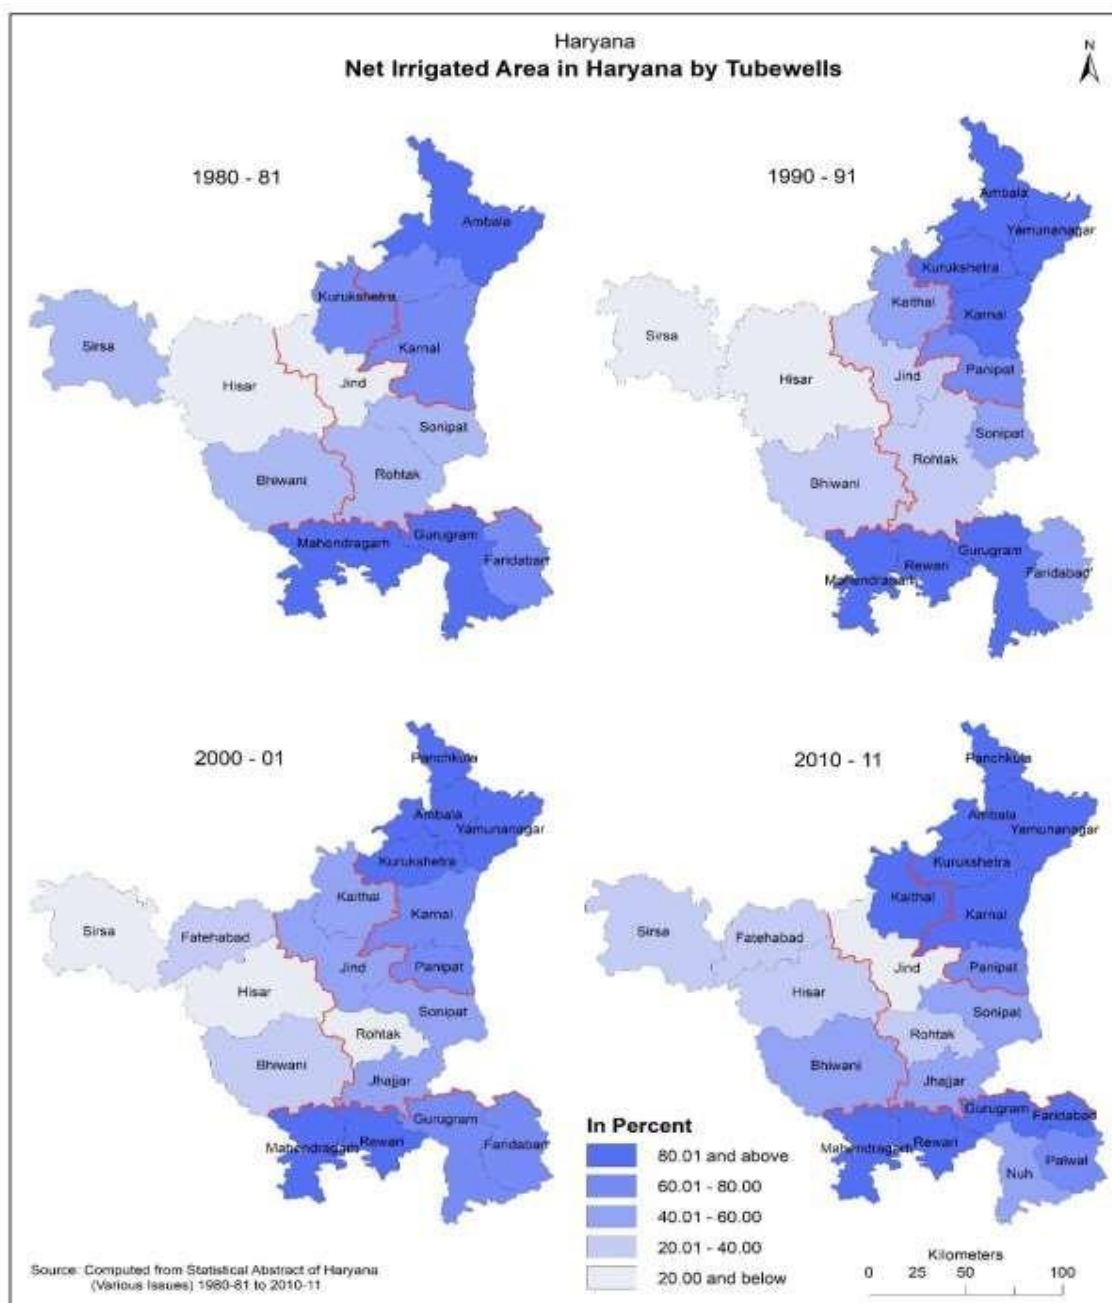 Haryana
Net Irrigated Area in Haryana by Tubewells
N
1980 - 81
Ambala
Kurukshetra
Karnal
Sirsa
Hisar
Jind
Sonipat
Bhiwani
Rohtak
Mahendragarh
Gurugram
Faridabad
1990 - 91
Ambala
Yamunanagar
Kurukshetra
Kaithal
Karnal
Sirsa
Hisar
Jind
Panipat
Sonipat
Rohtak
Bhiwani
Gurugram
Rewari
Mahendragarh
Faridabad
2000 - 01
Panchkula
Ambala
Yamunanagar
Kurukshetra
Kaithal
Karnal
Sirsa
Fatehabad
Jind
Panipat
Hisar
Sonipat
Rohtak
Bhiwani
Jhajjar
Gurugram
Mahendragarh
Rewari
Faridabad
2010 - 11
Panchkula
Ambala
Yamunanagar
Kurukshetra
Kaithal
Karnal
Sirsa
Fatehabad
Jind
Panipat
Hisar
Sonipat
Rohtak
Bhiwani
Jhajjar
Gurugram
Faridabad
Mahendragarh
Rewari
Nuh
Palwal
In Percent
80.01 and above
60.01 - 80.00
40.01 - 60.00
20.01 - 40.00
20.00 and below
Kilometers
0 25 50 100
Source: Computed from Statistical Abstract of Haryana
(Various Issues) 1980-81 to 2010-11